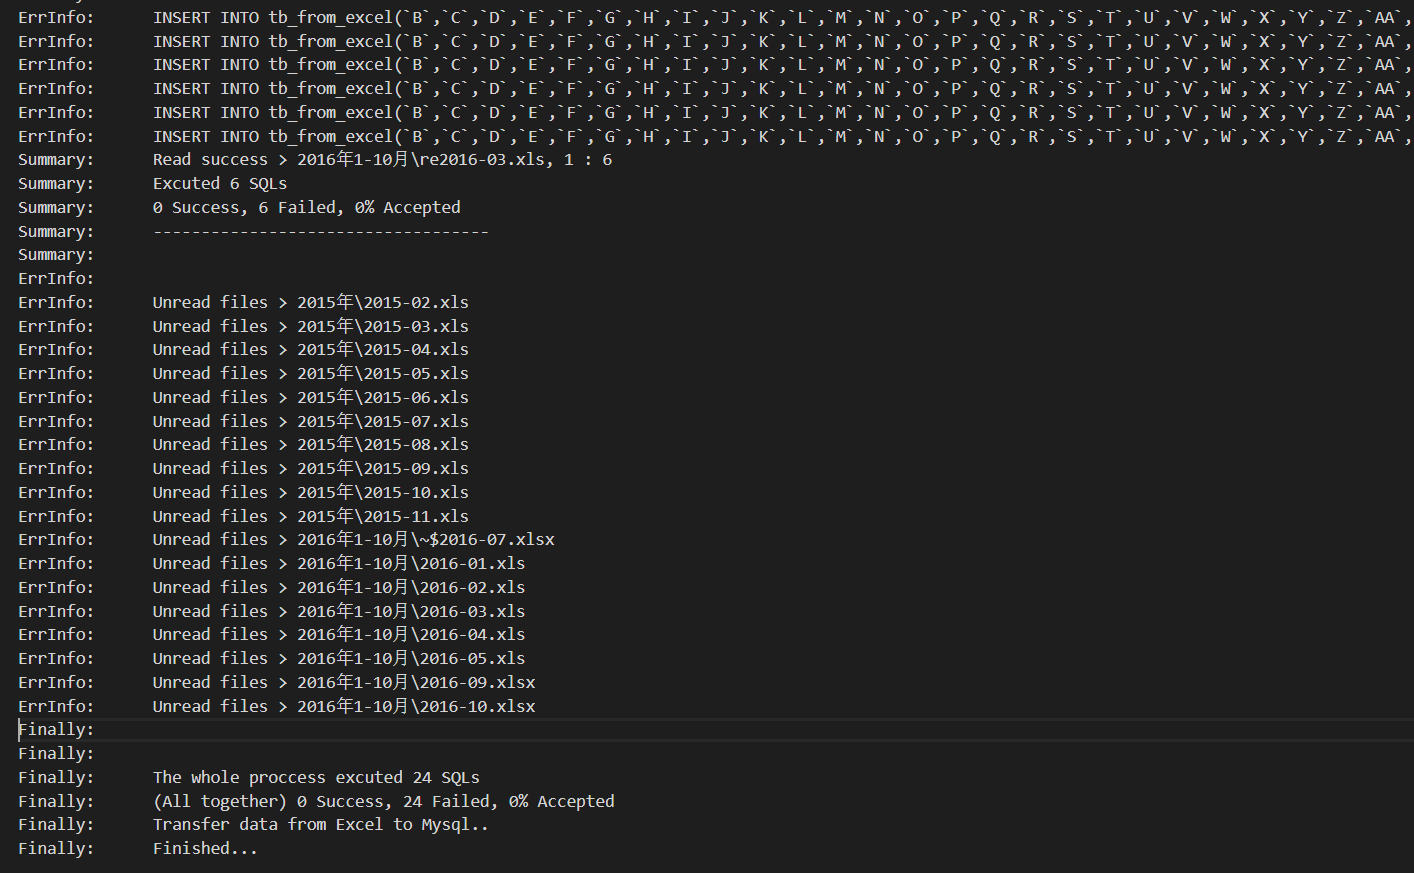 ErrInfo:      INSERT INTO tb_from_excel(`B`,`C`,`D`,`E`,`F`,`G`,`H`,`I`,`J`,`K`,`L`,`M`,`N`,`O`,`P`,`Q`,`R`,`S`,`T`,`U`,`V`,`W`,`X`,`Y`,`Z`,`AA`,
ErrInfo:      INSERT INTO tb_from_excel(`B`,`C`,`D`,`E`,`F`,`G`,`H`,`I`,`J`,`K`,`L`,`M`,`N`,`O`,`P`,`Q`,`R`,`S`,`T`,`U`,`V`,`W`,`X`,`Y`,`Z`,`AA`,
ErrInfo:      INSERT INTO tb_from_excel(`B`,`C`,`D`,`E`,`F`,`G`,`H`,`I`,`J`,`K`,`L`,`M`,`N`,`O`,`P`,`Q`,`R`,`S`,`T`,`U`,`V`,`W`,`X`,`Y`,`Z`,`AA`,
ErrInfo:      INSERT INTO tb_from_excel(`B`,`C`,`D`,`E`,`F`,`G`,`H`,`I`,`J`,`K`,`L`,`M`,`N`,`O`,`P`,`Q`,`R`,`S`,`T`,`U`,`V`,`W`,`X`,`Y`,`Z`,`AA`,
ErrInfo:      INSERT INTO tb_from_excel(`B`,`C`,`D`,`E`,`F`,`G`,`H`,`I`,`J`,`K`,`L`,`M`,`N`,`O`,`P`,`Q`,`R`,`S`,`T`,`U`,`V`,`W`,`X`,`Y`,`Z`,`AA`,
ErrInfo:      INSERT INTO tb_from_excel(`B`,`C`,`D`,`E`,`F`,`G`,`H`,`I`,`J`,`K`,`L`,`M`,`N`,`O`,`P`,`Q`,`R`,`S`,`T`,`U`,`V`,`W`,`X`,`Y`,`Z`,`AA`,
Summary:      Read success > 2016年1-10月\re2016-03.xls, 1 : 6
Summary:      Excuted 6 SQLs
Summary:      0 Success, 6 Failed, 0% Accepted
Summary:      -----------------------------------
Summary:
ErrInfo:
ErrInfo:      Unread files > 2015年\2015-02.xls
ErrInfo:      Unread files > 2015年\2015-03.xls
ErrInfo:      Unread files > 2015年\2015-04.xls
ErrInfo:      Unread files > 2015年\2015-05.xls
ErrInfo:      Unread files > 2015年\2015-06.xls
ErrInfo:      Unread files > 2015年\2015-07.xls
ErrInfo:      Unread files > 2015年\2015-08.xls
ErrInfo:      Unread files > 2015年\2015-09.xls
ErrInfo:      Unread files > 2015年\2015-10.xls
ErrInfo:      Unread files > 2015年\2015-11.xls
ErrInfo:      Unread files > 2016年1-10月\~$2016-07.xlsx
ErrInfo:      Unread files > 2016年1-10月\2016-01.xls
ErrInfo:      Unread files > 2016年1-10月\2016-02.xls
ErrInfo:      Unread files > 2016年1-10月\2016-03.xls
ErrInfo:      Unread files > 2016年1-10月\2016-04.xls
ErrInfo:      Unread files > 2016年1-10月\2016-05.xls
ErrInfo:      Unread files > 2016年1-10月\2016-09.xlsx
ErrInfo:      Unread files > 2016年1-10月\2016-10.xlsx
Finally:
Finally:
Finally:      The whole proccess excuted 24 SQLs
Finally:      (All together) 0 Success, 24 Failed, 0% Accepted
Finally:      Transfer data from Excel to Mysql..
Finally:      Finished...